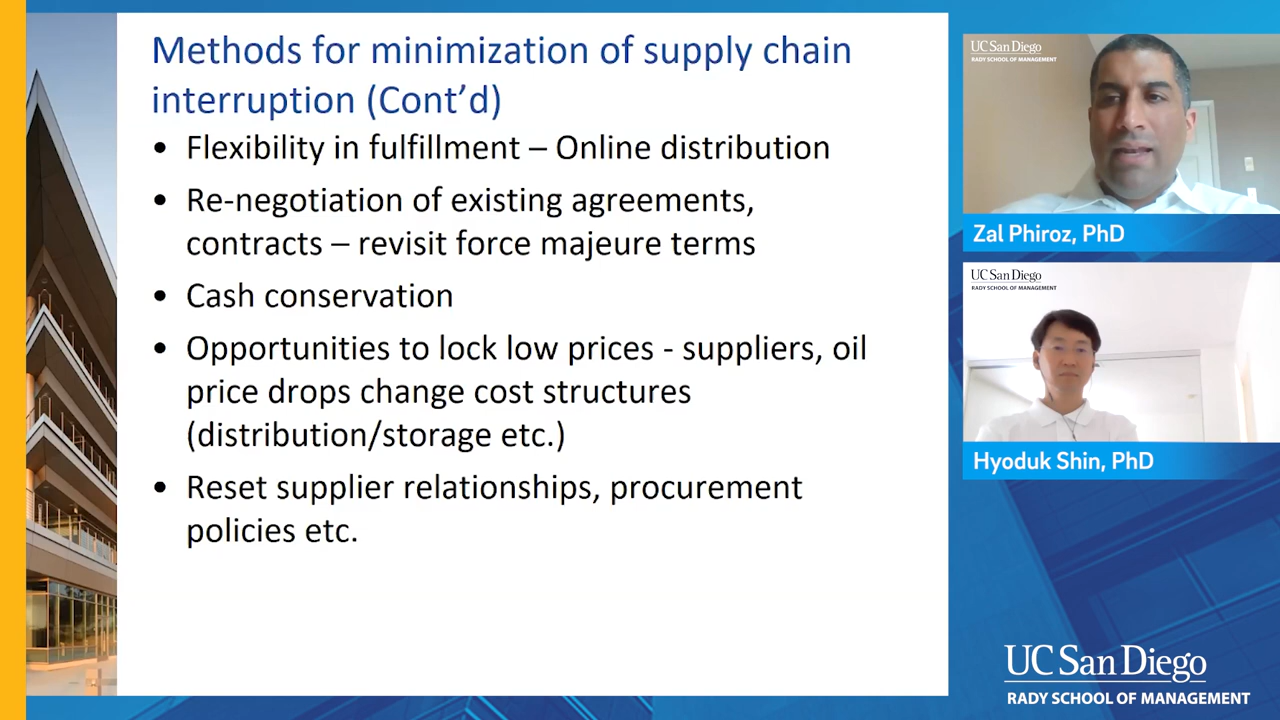 Methods for minimization of supply chain
interruption (Cont’d)
• Flexibility in fulfillment – Online distribution
• Re-negotiation of existing agreements,
contracts – revisit force majeure terms
• Cash conservation
• Opportunities to lock low prices - suppliers, oil
price drops change cost structures
(distribution/storage etc.)
• Reset supplier relationships, procurement
policies etc.
UC San Diego
RADY SCHOOL OF MANAGEMENT
Zal Phiroz, PhD
UC San Diego
RADY SCHOOL OF MANAGEMENT
Hyoduk Shin, PhD
UC San Diego
RADY SCHOOL OF MANAGEMENT